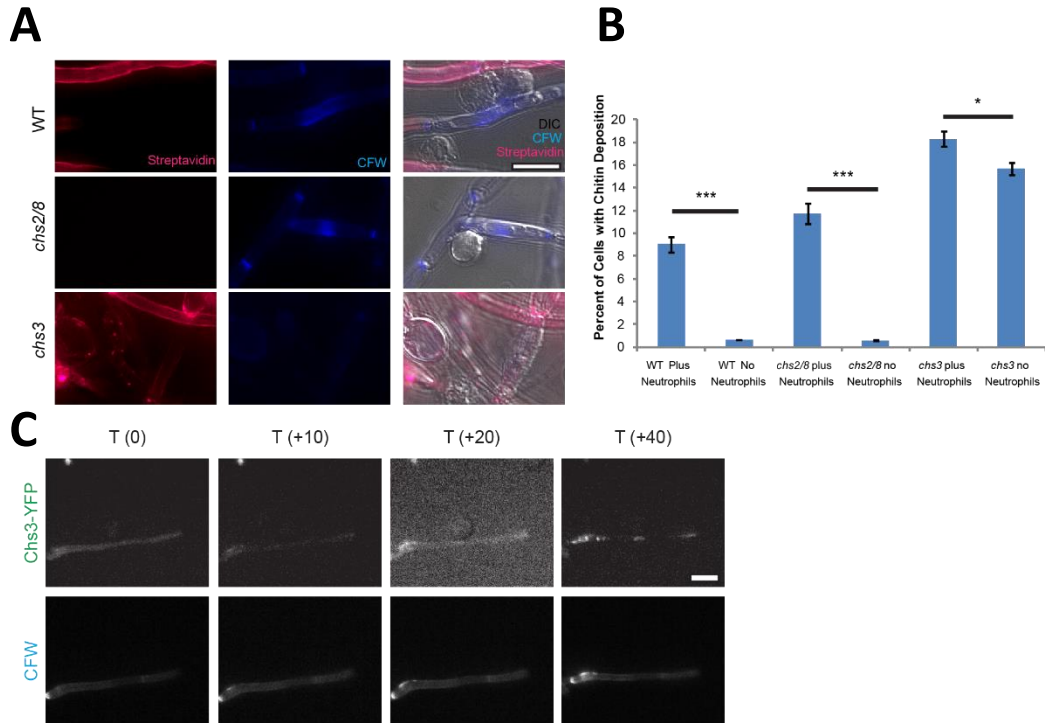 A
B
WT
Streptavidin
CFW
DIC
CFW
Streptavidin
chs2/8
chs3
Percent of Cells with Chitin Deposition
20
18
16
14
12
10
8
6
4
2
0
***
***
*
WT Plus Neutrophils
WT No Neutrophils
chs2/8 plus Neutrophils
chs2/8 no Neutrophils
chs3 plus Neutrophils
chs3 no Neutrophils
C
T (0)
T (+10)
T (+20)
T (+40)
Chs3-YFP
CFW